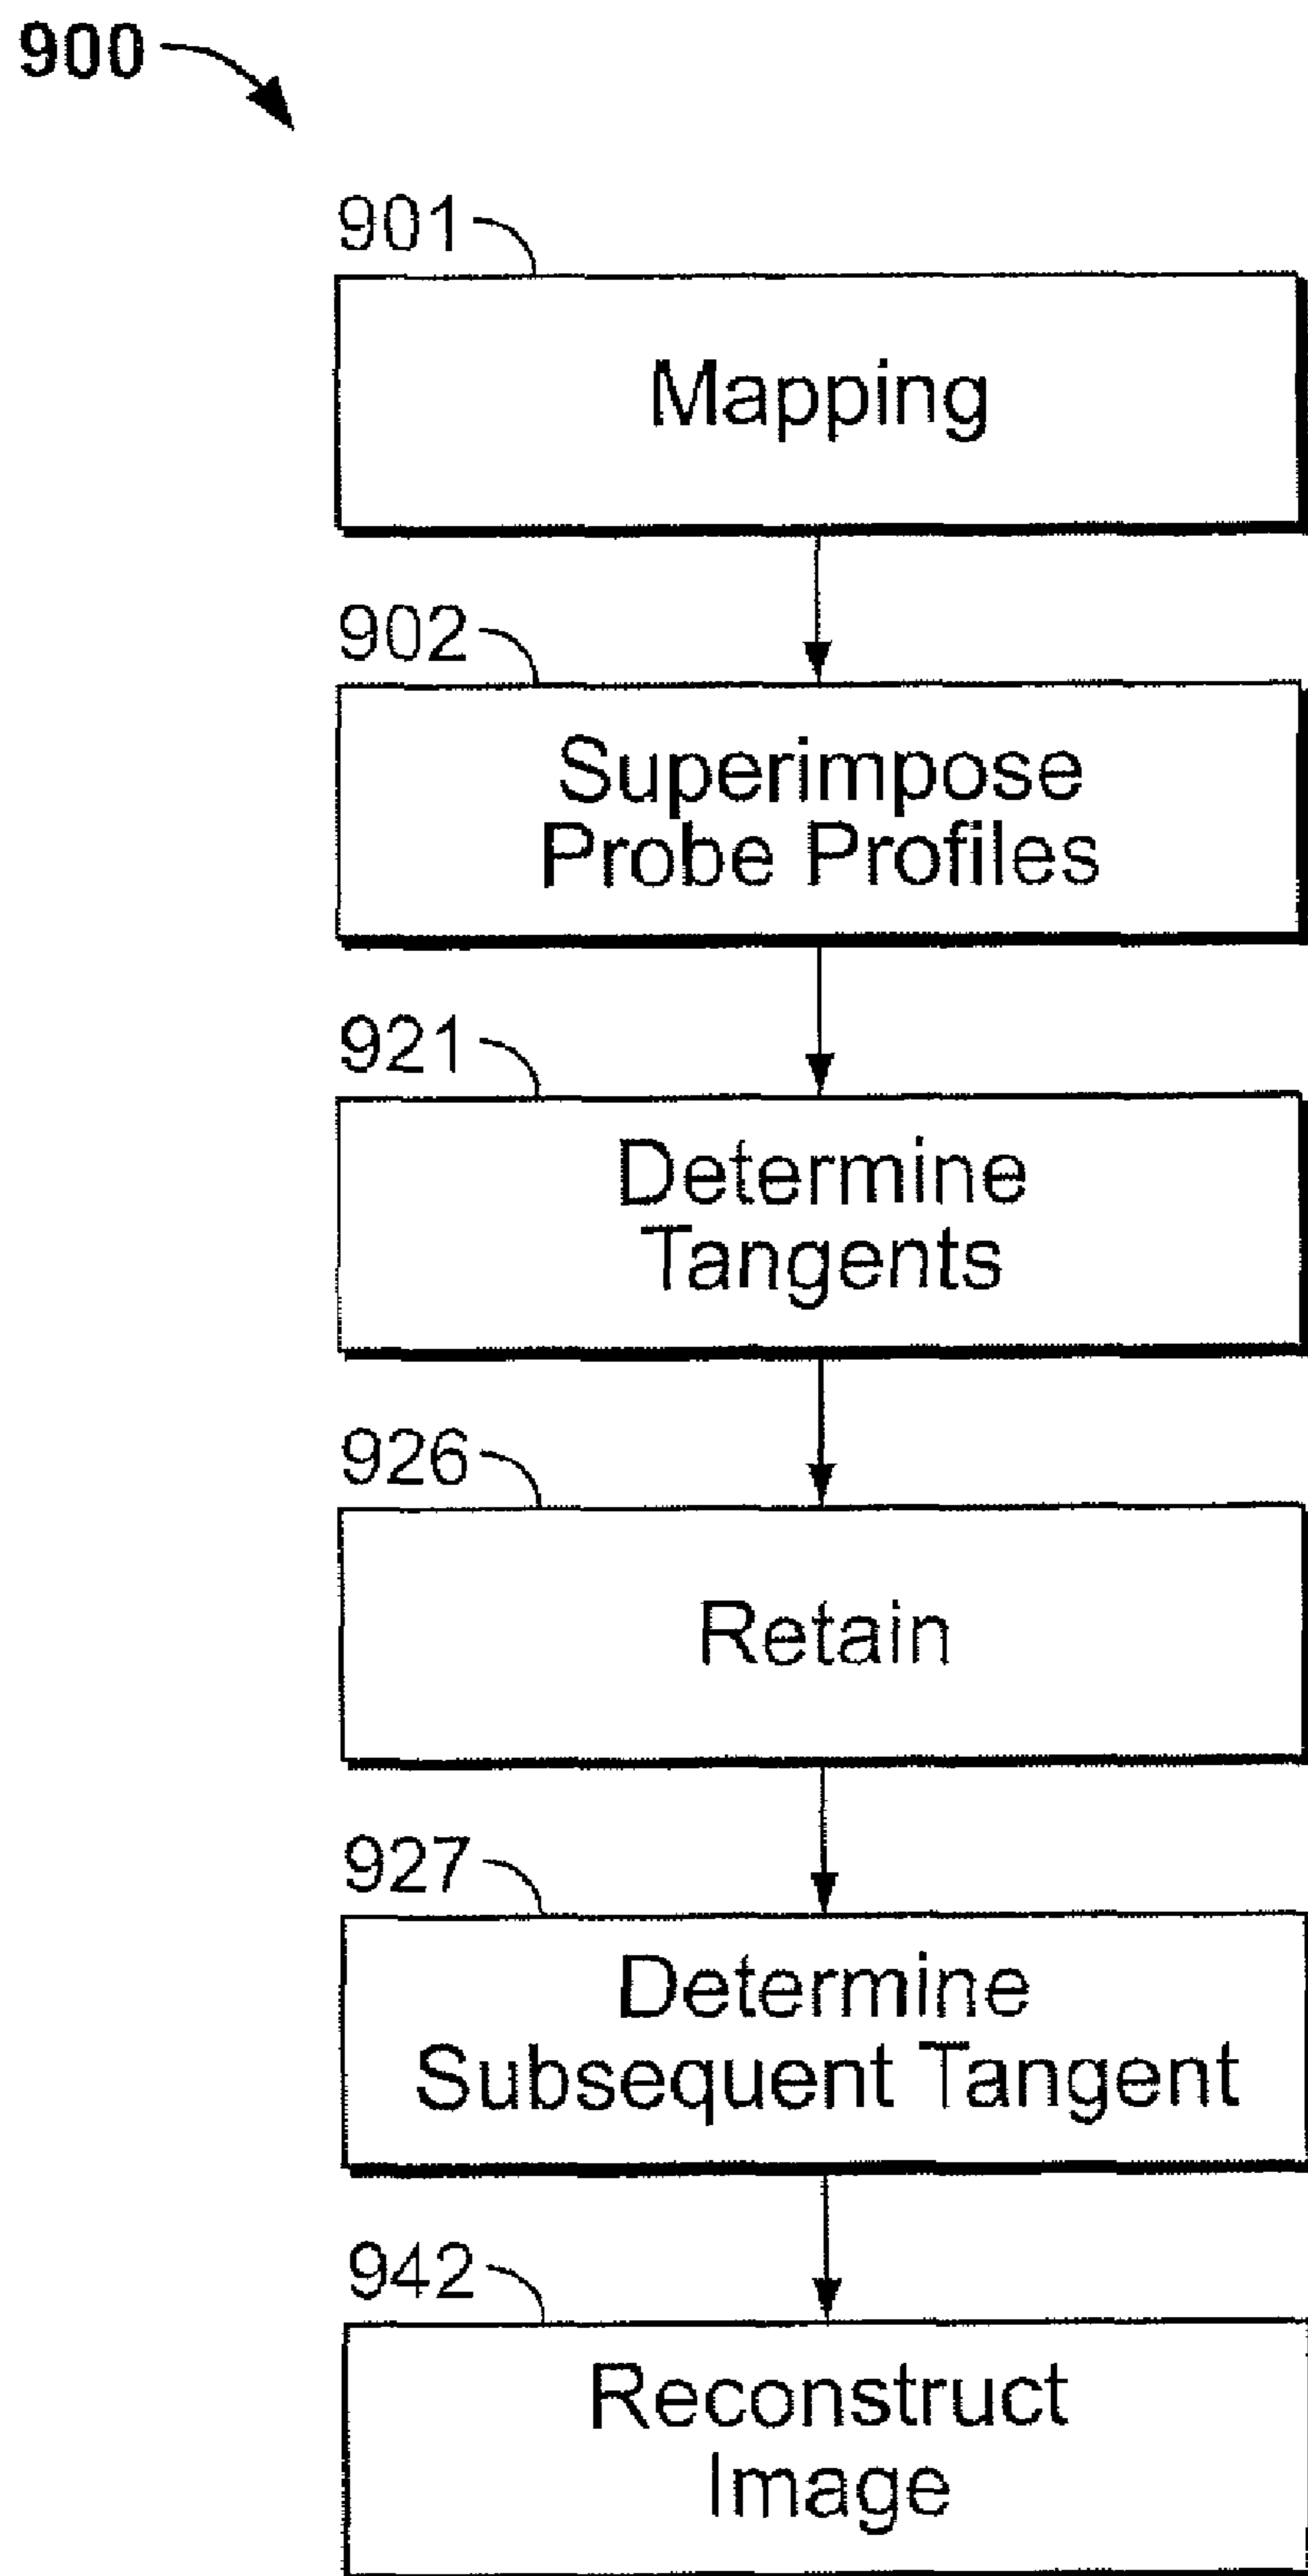 900
901
Mapping
902
Superimpose
Probe Profiles
921
Determine
Tangents
926
Retain
927
Determine
Subsequent Tangent
942
Reconstruct
Image